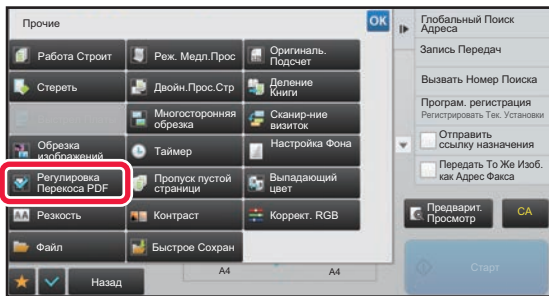 Прочие
OK
Работа Строит
Реж. Медл.Прос
Оригиналь.
Подсчет
Стереть
Двойн.Прос.Стр
Деление
Книги
Многосторонняя
обрезка
Сканир-ние
визиток
Обрезка
изображений
Таймер
Настройка Фона
Регулировка
Перекоса PDF
Пропуск пустой
страници
Выпадающий
цвет
Резкость
Контраст
Коррект. RGB
Файл
Быстрое Сохран
Назад
A4
A4
Глобальный Поиск
Адреса
Запись Передач
Вызвать Номер Поиска
Програм. регистрация
Регистрировать Тек. Установки
Отправить
ссылку назначения
Передать То Же Изоб.
как Адрес Факса
Предварит.
Просмотр
CA
Старт